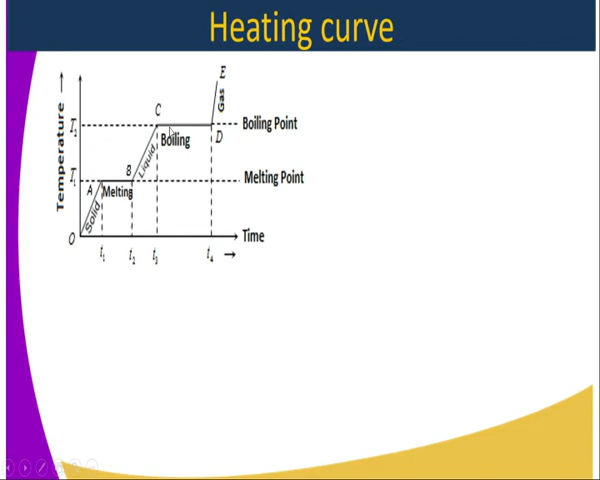 Heating curve
Temperature →
E
Gas
C
T₂
Boiling Point
D
Boiling
Liquid
B
T₁
A
Melting
Melting Point
Solid
O
Time
t₁
t₂
t₃
t₄ →